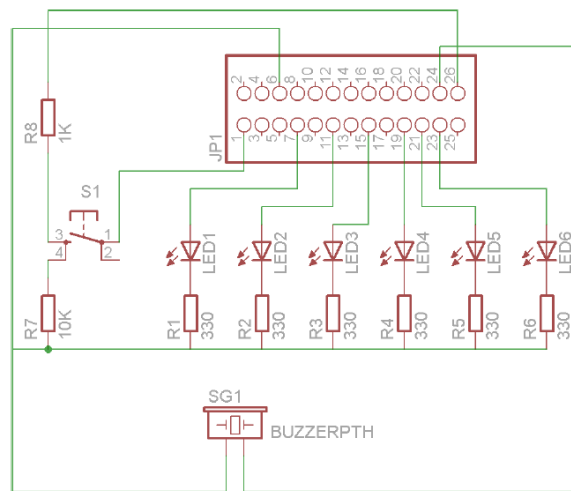 2 4 6 8 10 12 14 16 18 20 22 24 26
JP1
1 3 5 7 9 11 13 15 17 19 21 23 25
R8 1K
S1
3 1
4 2
LED1 LED2 LED3 LED4 LED5 LED6
R7 10K
R1 330 R2 330 R3 330 R4 330 R5 330 R6 330
SG1
BUZZERPTH